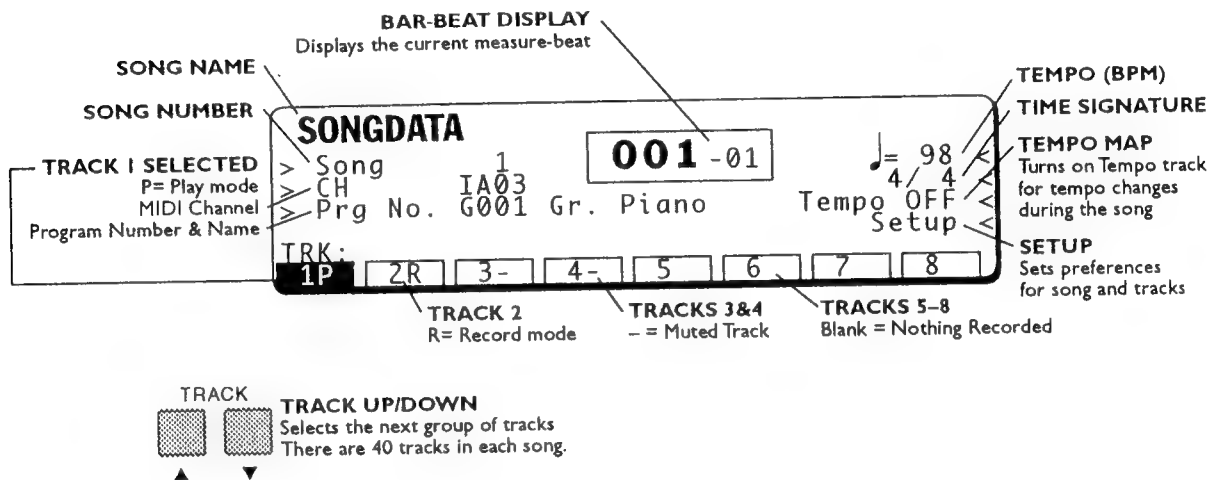 BAR-BEAT DISPLAY
Displays the current measure-beat
SONG NAME
SONG NUMBER
TRACK 1 SELECTED
P= Play mode
MIDI Channel
Program Number & Name
SONGDATA
> Song 1
> CH IA03
> Prg No. G001 Gr. Piano
001 -01
♩= 98 <
4/ 4 <
Tempo OFF <
Setup <
TRK:
1P 2R 3- 4- 5 6 7 8
TEMPO (BPM)
TIME SIGNATURE
TEMPO MAP
Turns on Tempo track
for tempo changes
during the song
SETUP
Sets preferences
for song and tracks
TRACK 2
R= Record mode
TRACKS 3&4
– = Muted Track
TRACKS 5–8
Blank = Nothing Recorded
TRACK
TRACK UP/DOWN
Selects the next group of tracks
There are 40 tracks in each song.